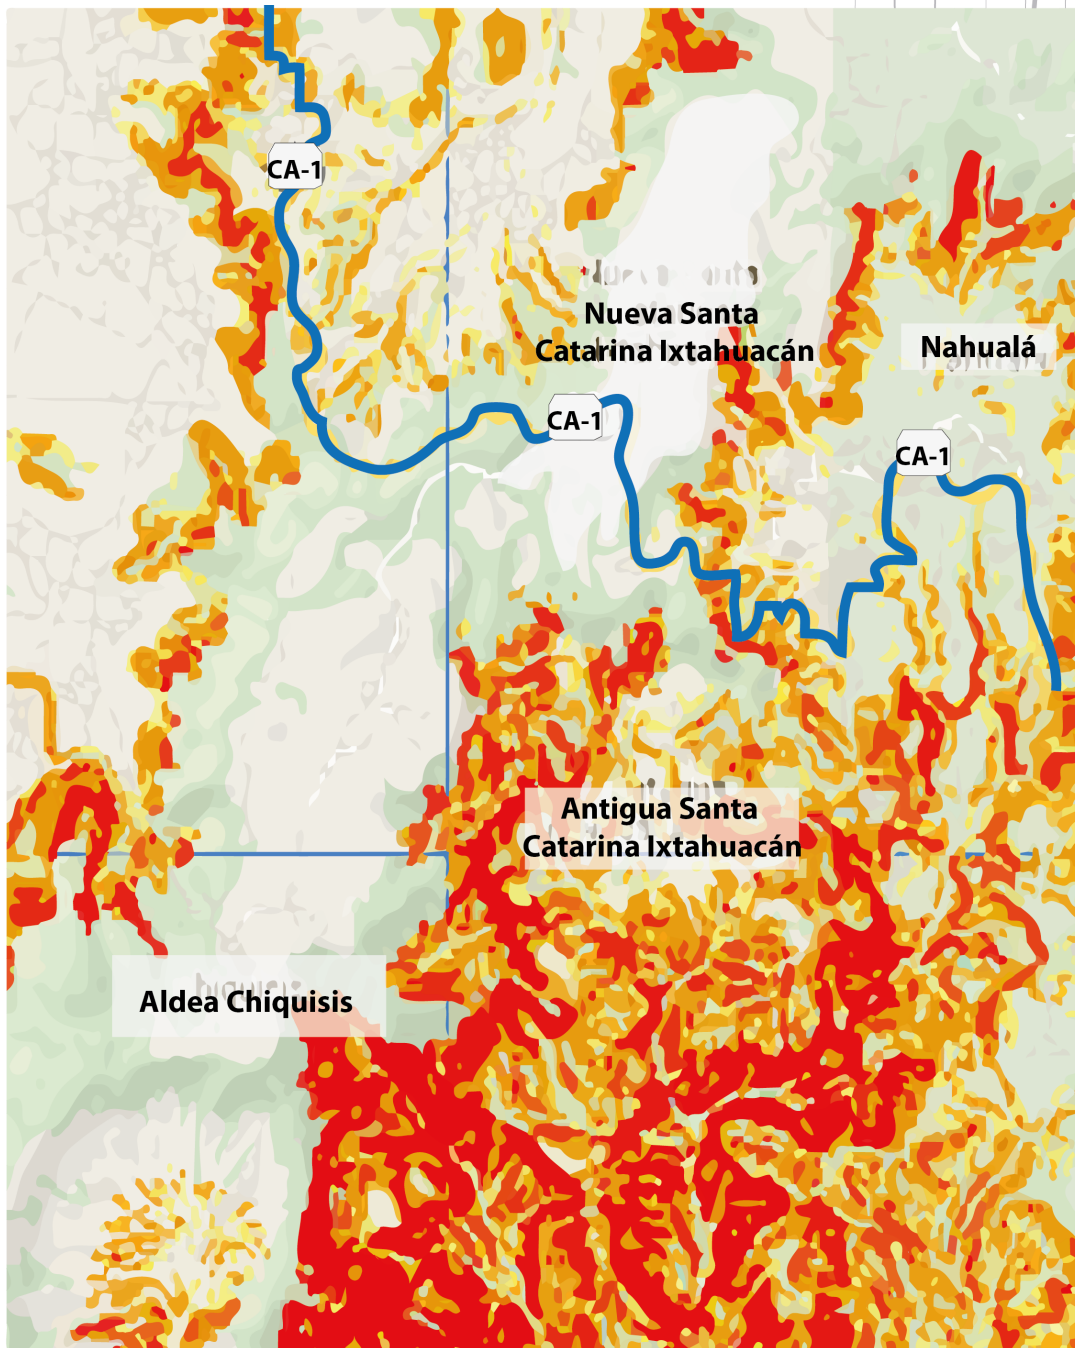 CA-1
Nueva Santa
Catarina Ixtahuacán
Nahualá
CA-1
CA-1
Antigua Santa
Catarina Ixtahuacán
Aldea Chiquisis